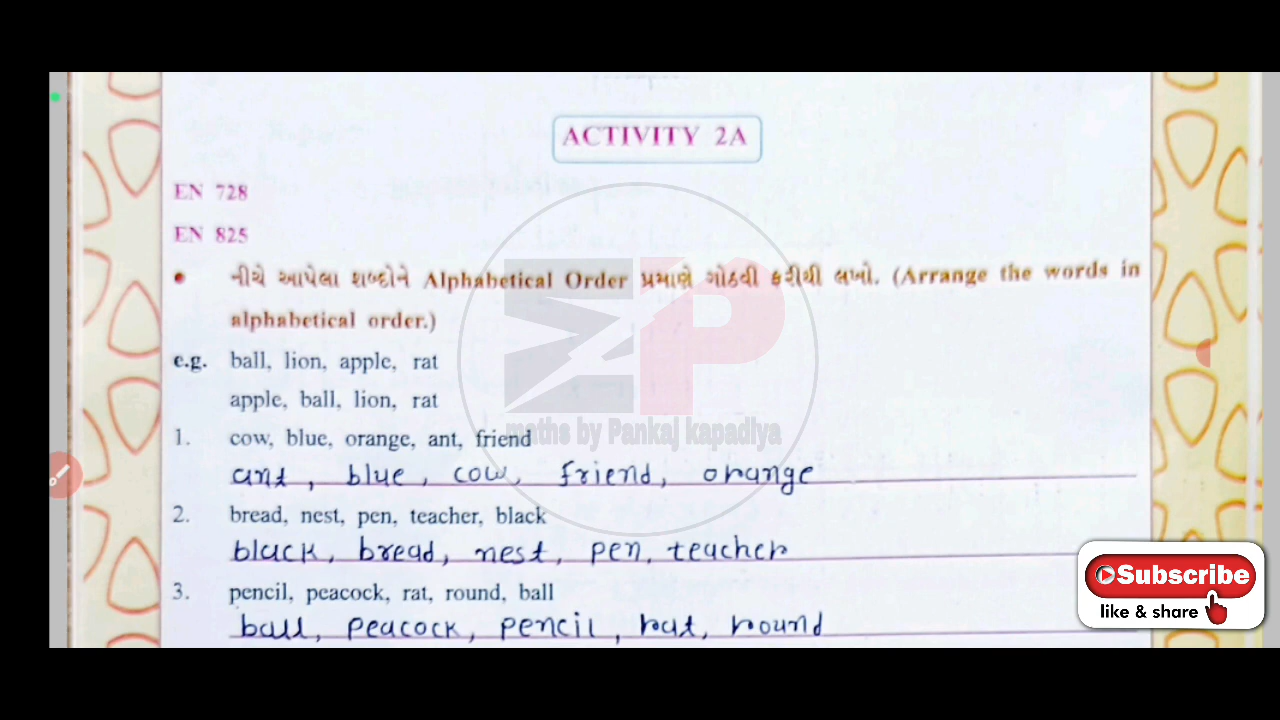 ACTIVITY 2A
EN 728
EN 825
• નીચે આપેલા શબ્દોને Alphabetical Order પ્રમાણે ગોઠવી ફરીથી લખો. (Arrange the words in
alphabetical order.)
e.g. ball, lion, apple, rat
apple, ball, lion, rat
1. cow, blue, orange, ant, friend
ant, blue, cow, friend, orange
2. bread, nest, pen, teacher, black
black, bread, nest, pen, teacher
3. pencil, peacock, rat, round, ball
ball, peacock, pencil, rat, round
maths by Pankaj kapadiya
Subscribe
like & share